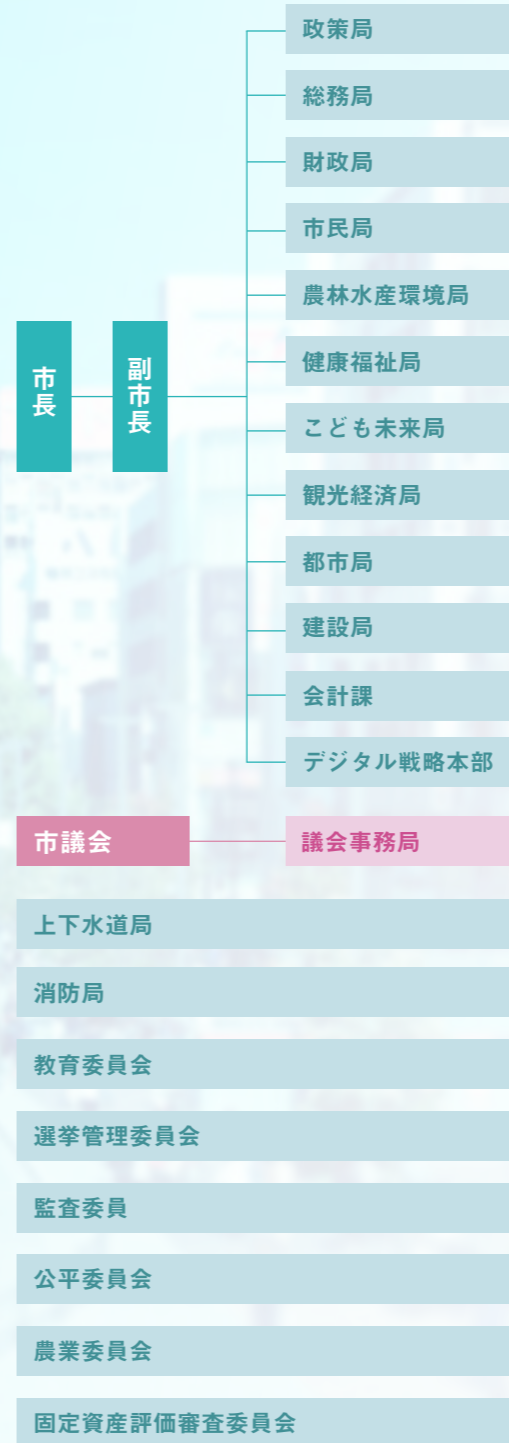 市長
副市長
政策局
総務局
財政局
市民局
農林水産環境局
健康福祉局
こども未来局
観光経済局
都市局
建設局
会計課
デジタル戦略本部
市議会
議会事務局
上下水道局
消防局
教育委員会
選挙管理委員会
監査委員
公平委員会
農業委員会
固定資産評価審査委員会